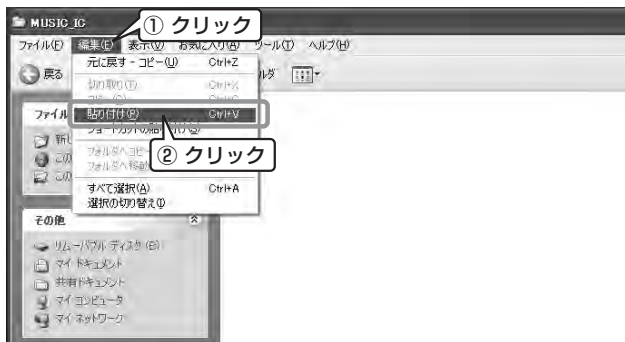 MUSIC_IC
① クリック
ファイル(F) 編集(E) 表示(V) お気に入り(A) ツール(T) ヘルプ(H)
戻る
元に戻す - コピー(U) Ctrl+Z
切り取り(T) Ctrl+X
コピー(C) Ctrl+C
貼り付け(P) Ctrl+V
ショートカットの貼り付け(S)
② クリック
フォルダへコピー
フォルダへ移動
すべて選択(A) Ctrl+A
選択の切り替え(I)
その他
リムーバブル ディスク (E)
マイ ドキュメント
共有ドキュメント
マイ コンピュータ
マイ ネットワーク